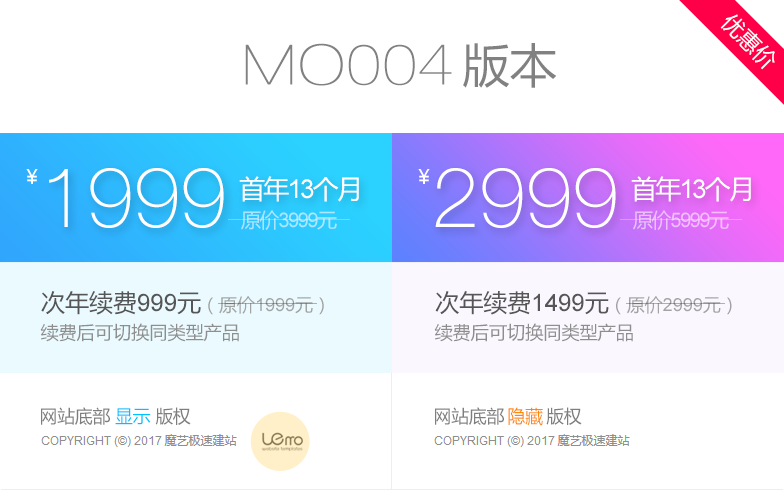 优惠价
MO004 版本
¥1999 首年13个月
原价3999元
¥2999 首年13个月
原价5999元
次年续费999元 ( 原价1999元 )
续费后可切换同类型产品
次年续费1499元 ( 原价2999元 )
续费后可切换同类型产品
网站底部 显示 版权
COPYRIGHT (©) 2017 魔艺极速建站
网站底部 隐藏 版权
COPYRIGHT (©) 2017 魔艺极速建站